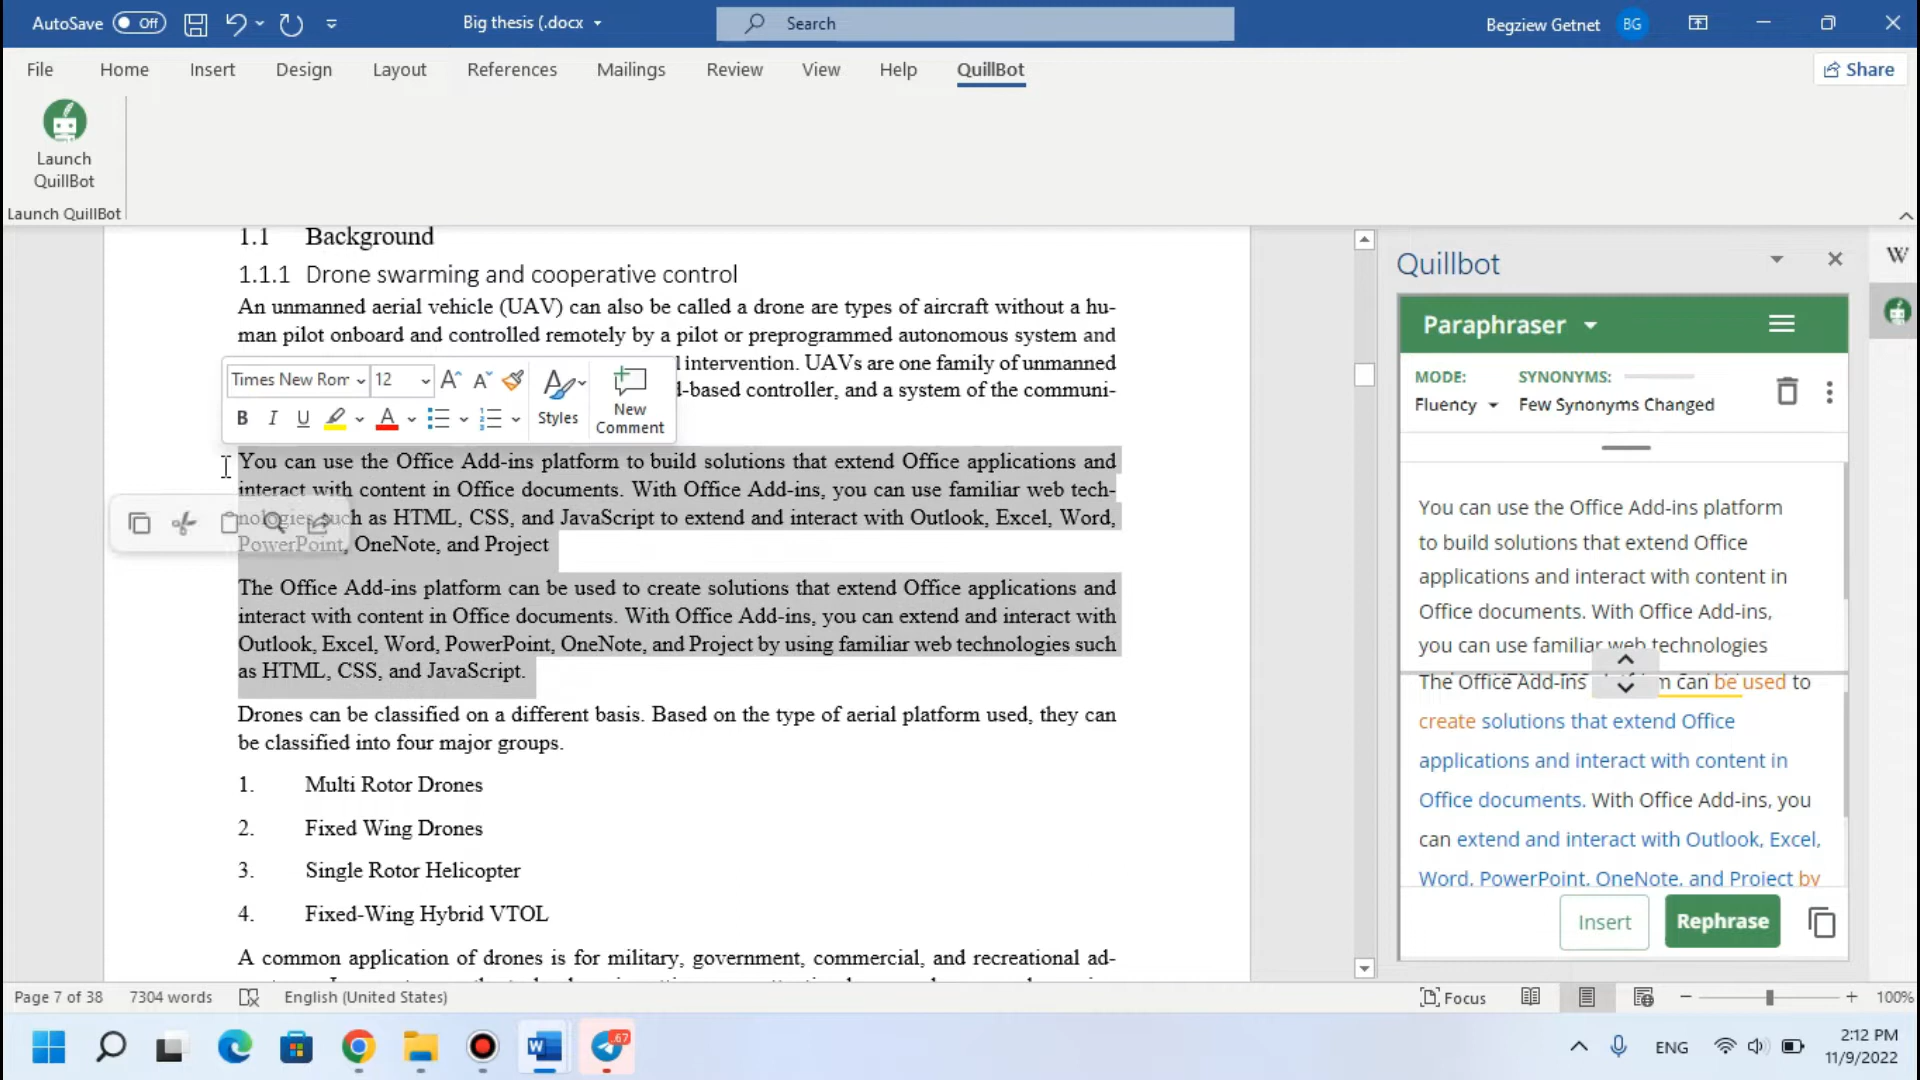 AutoSave Off Big thesis (.docx Search Begziew Getnet BG
File Home Insert Design Layout References Mailings Review View Help QuillBot Share
Launch
QuillBot
Launch QuillBot
1.1 Background
1.1.1 Drone swarming and cooperative control
An unmanned aerial vehicle (UAV) can also be called a drone are types of aircraft without a hu-
man pilot onboard and controlled remotely by a pilot or preprogrammed autonomous system and
intervention. UAVs are one family of unmanned
-based controller, and a system of the communi-
Times New Rom 12
B I U A Styles New
Comment
You can use the Office Add-ins platform to build solutions that extend Office applications and
interact with content in Office documents. With Office Add-ins, you can use familiar web tech-
nologies such as HTML, CSS, and JavaScript to extend and interact with Outlook, Excel, Word,
PowerPoint, OneNote, and Project
The Office Add-ins platform can be used to create solutions that extend Office applications and
interact with content in Office documents. With Office Add-ins, you can extend and interact with
Outlook, Excel, Word, PowerPoint, OneNote, and Project by using familiar web technologies such
as HTML, CSS, and JavaScript.
Drones can be classified on a different basis. Based on the type of aerial platform used, they can
be classified into four major groups.
1. Multi Rotor Drones
2. Fixed Wing Drones
3. Single Rotor Helicopter
4. Fixed-Wing Hybrid VTOL
A common application of drones is for military, government, commercial, and recreational ad-
Quillbot
Paraphraser
MODE: SYNONYMS:
Fluency Few Synonyms Changed
You can use the Office Add-ins platform
to build solutions that extend Office
applications and interact with content in
Office documents. With Office Add-ins,
you can use familiar web technologies
The Office Add-ins can be used to
create solutions that extend Office
applications and interact with content in
Office documents. With Office Add-ins, you
can extend and interact with Outlook, Excel,
Word, PowerPoint, OneNote, and Project by
Insert Rephrase
W
Page 7 of 38 7304 words English (United States) Focus 100%
W 67 ENG 2:12 PM
11/9/2022